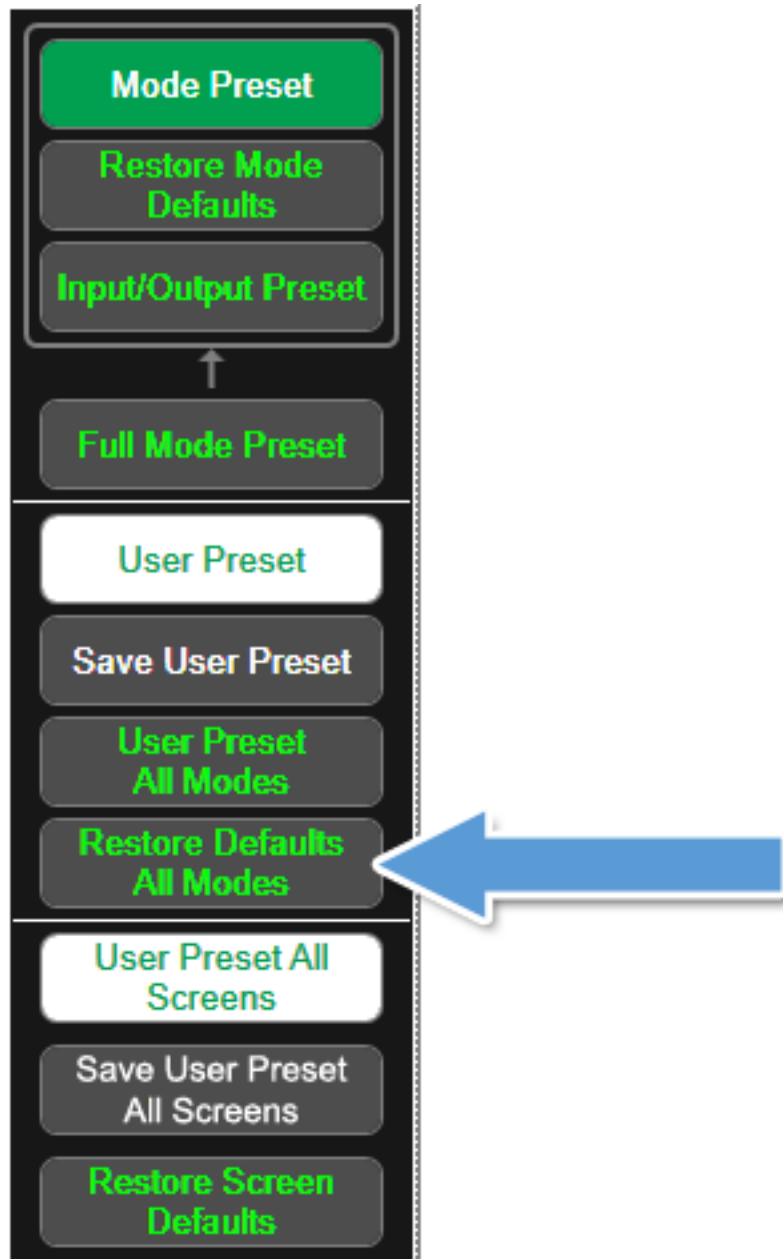 Mode Preset
Restore Mode
Defaults
Input/Output Preset
Full Mode Preset
User Preset
Save User Preset
User Preset
All Modes
Restore Defaults
All Modes
User Preset All
Screens
Save User Preset
All Screens
Restore Screen
Defaults